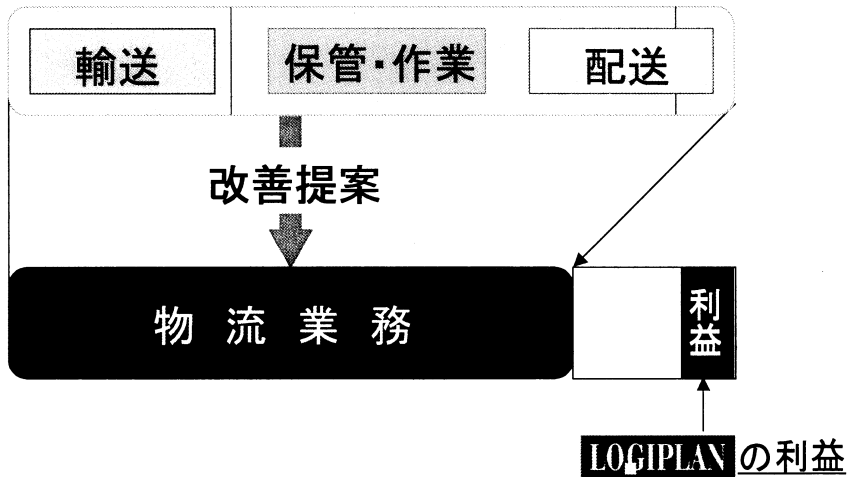 輸送
保管・作業
配送
改善提案
物流業務
利益
LOGIPLANの利益